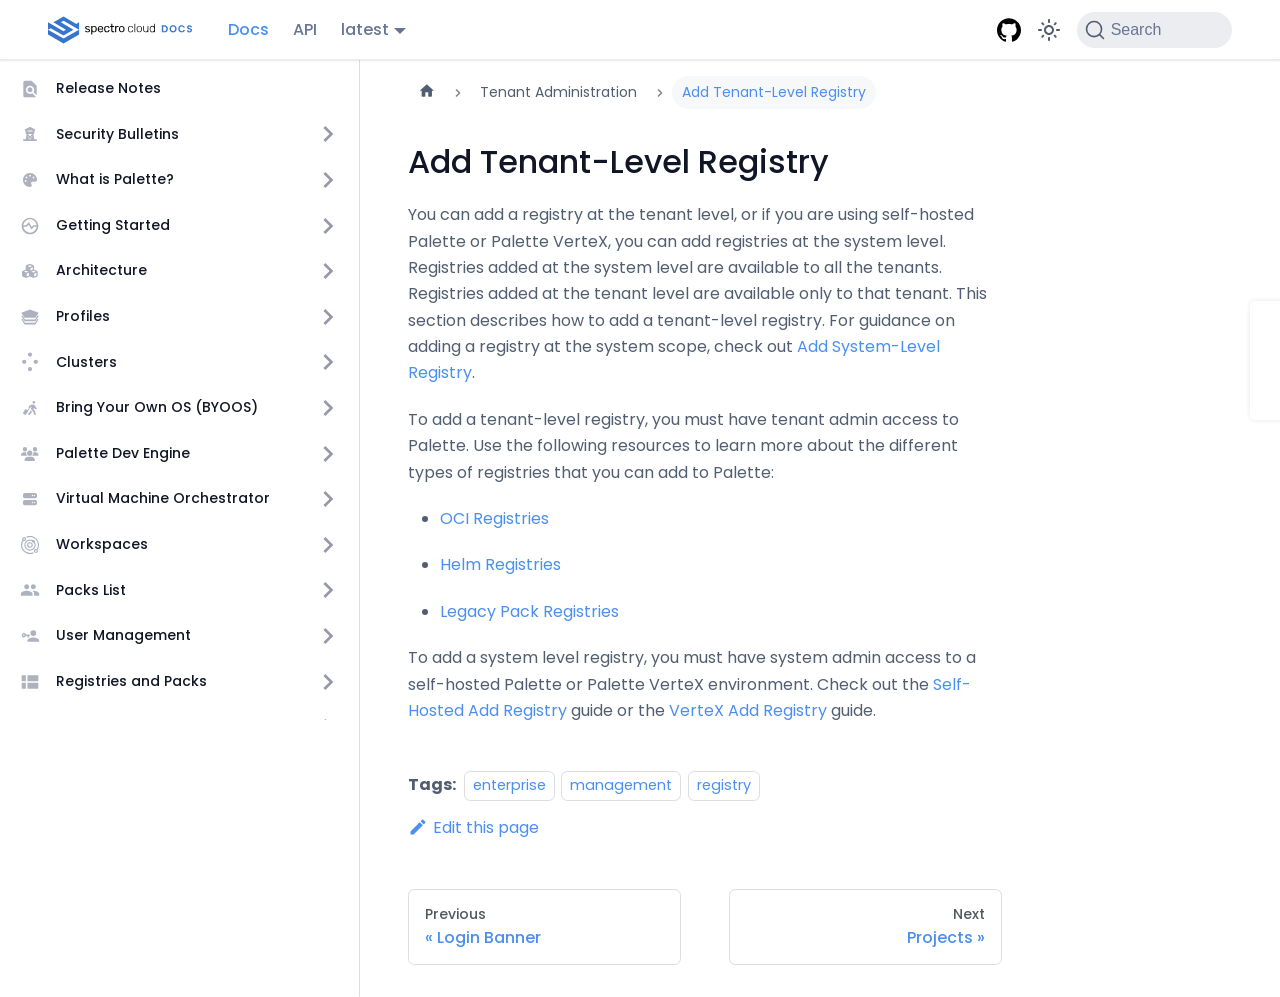 spectro cloud DOCS
Docs
API
latest
Search
Release Notes
Security Bulletins
What is Palette?
Getting Started
Architecture
Profiles
Clusters
Bring Your Own OS (BYOOS)
Palette Dev Engine
Virtual Machine Orchestrator
Workspaces
Packs List
User Management
Registries and Packs
Tenant Administration
Add Tenant-Level Registry
Add Tenant-Level Registry
You can add a registry at the tenant level, or if you are using self-hosted
Palette or Palette VerteX, you can add registries at the system level.
Registries added at the system level are available to all the tenants.
Registries added at the tenant level are available only to that tenant. This
section describes how to add a tenant-level registry. For guidance on
adding a registry at the system scope, check out Add System-Level
Registry.
To add a tenant-level registry, you must have tenant admin access to
Palette. Use the following resources to learn more about the different
types of registries that you can add to Palette:
OCI Registries
Helm Registries
Legacy Pack Registries
To add a system level registry, you must have system admin access to a
self-hosted Palette or Palette VerteX environment. Check out the Self-
Hosted Add Registry guide or the VerteX Add Registry guide.
Tags: enterprise management registry
Edit this page
Previous
« Login Banner
Next
Projects »